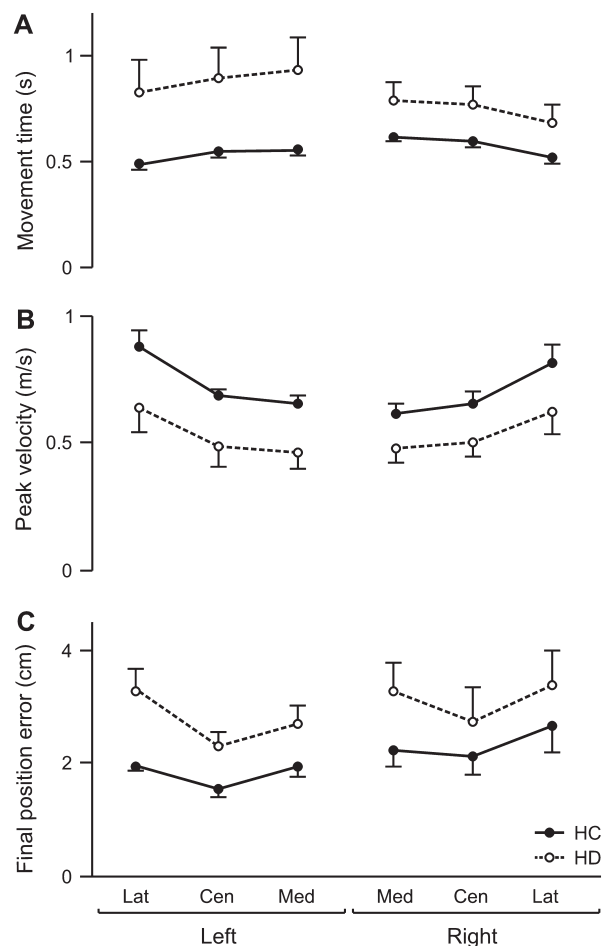 A
Movement time (s)
1
0.5
0
B
Peak velocity (m/s)
1
0.5
0
C
Final position error (cm)
4
2
0
HC
HD
Lat Cen Med Med Cen Lat
Left Right